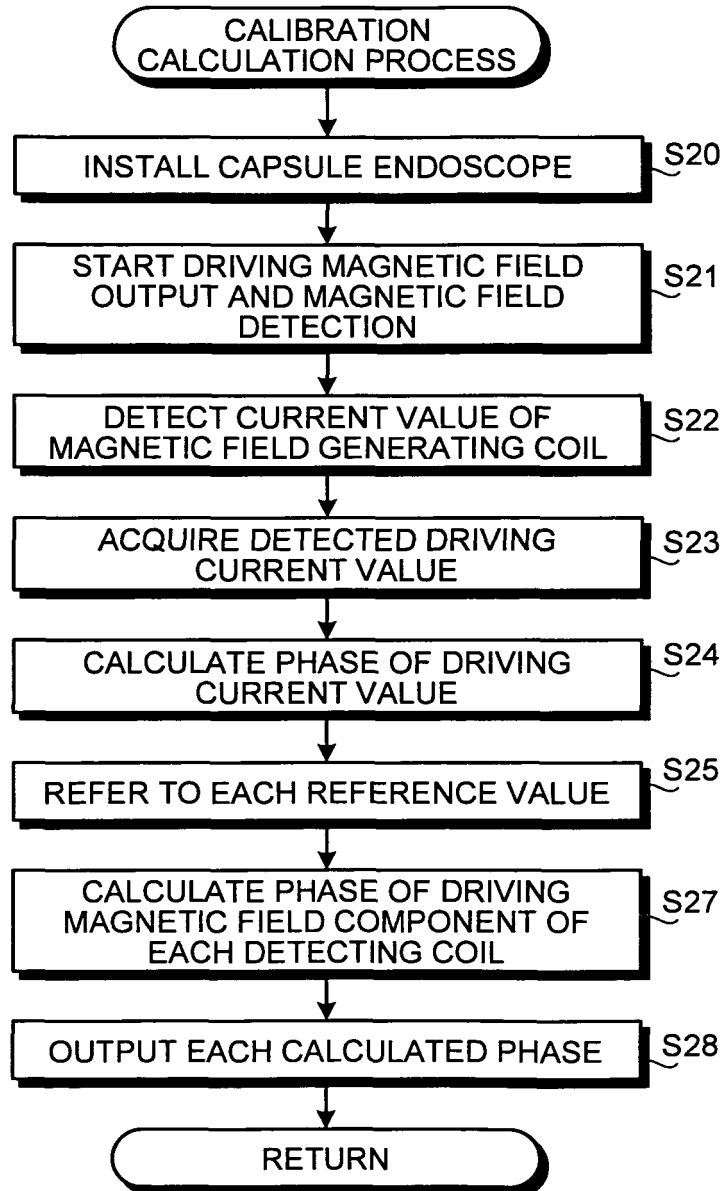 CALIBRATION
CALCULATION PROCESS
INSTALL CAPSULE ENDOSCOPE
S20
START DRIVING MAGNETIC FIELD
OUTPUT AND MAGNETIC FIELD
DETECTION
S21
DETECT CURRENT VALUE OF
MAGNETIC FIELD GENERATING COIL
S22
ACQUIRE DETECTED DRIVING
CURRENT VALUE
S23
CALCULATE PHASE OF DRIVING
CURRENT VALUE
S24
REFER TO EACH REFERENCE VALUE
S25
CALCULATE PHASE OF DRIVING
MAGNETIC FIELD COMPONENT OF
EACH DETECTING COIL
S27
OUTPUT EACH CALCULATED PHASE
S28
RETURN